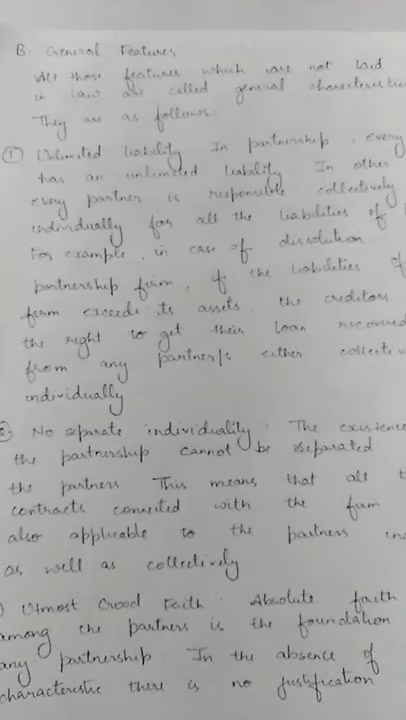 B. General Features
All those features which are not laid
in law are called general characteristic
They are as follows:
① Unlimited liability In partnership, every
has an unlimited liability In other
every partner is responsible collectively
individually for all the liabilities of
For example, in case of dissolution
partnership firm, if the liabilities of
firm exceeds its assets, the creditors
the right to get their loan recovered
from any partner/s either collectiv
individually
② No separate individuality: The existence
the partnership cannot be separated
the partners This means that all t
contracts connected with the firm
also applicable to the partners ind
as well as collectively
) Utmost Good Faith: Absolute faith
among the partners is the foundation
any partnership In the absence of
characteristic there is no justification